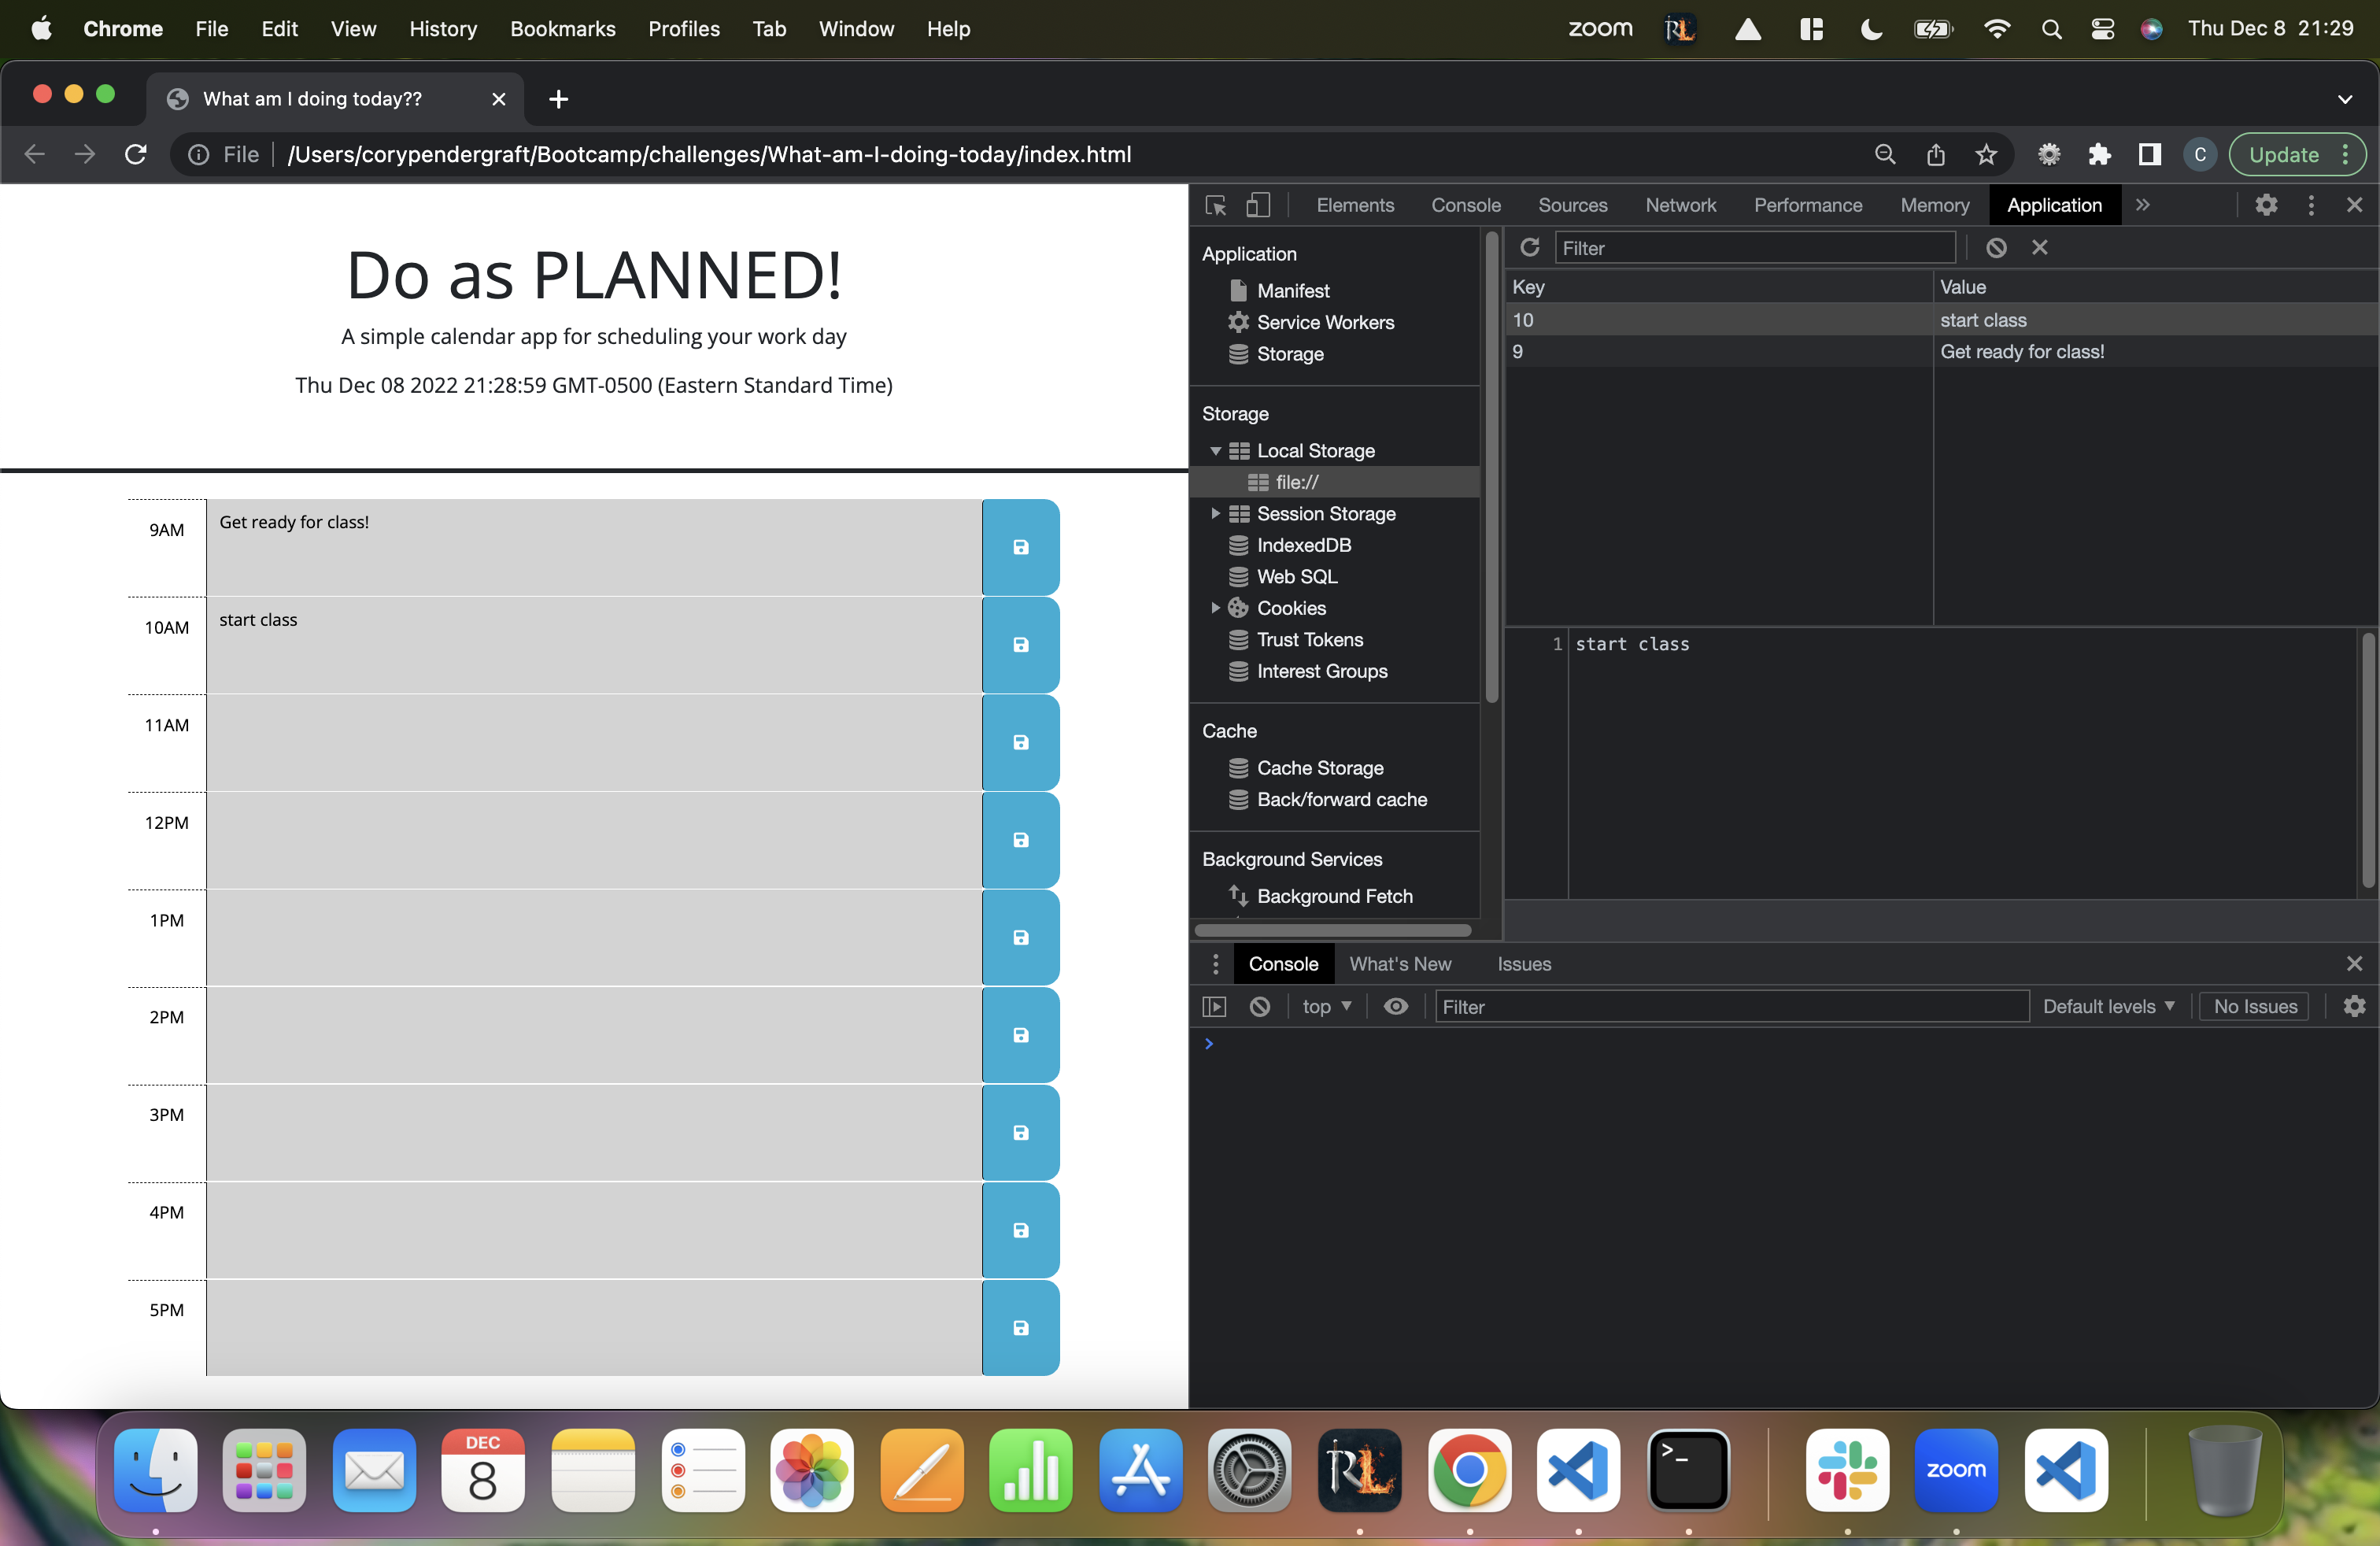 Chrome File Edit View History Bookmarks Profiles Tab Window Help zoom RL Thu Dec 8 21:29
What am I doing today??
File /Users/corypendergraft/Bootcamp/challenges/What-am-I-doing-today/index.html C Update
Do as PLANNED!
A simple calendar app for scheduling your work day
Thu Dec 08 2022 21:28:59 GMT-0500 (Eastern Standard Time)
9AM Get ready for class!
10AM start class
11AM
12PM
1PM
2PM
3PM
4PM
5PM
Elements Console Sources Network Performance Memory Application
Application
Manifest
Service Workers
Storage
Storage
Local Storage
file://
Session Storage
IndexedDB
Web SQL
Cookies
Trust Tokens
Interest Groups
Cache
Cache Storage
Back/forward cache
Background Services
Background Fetch
Filter
Key Value
10 start class
9 Get ready for class!
1 start class
Console What's New Issues
top Filter Default levels No Issues
DEC
8
RL
zoom